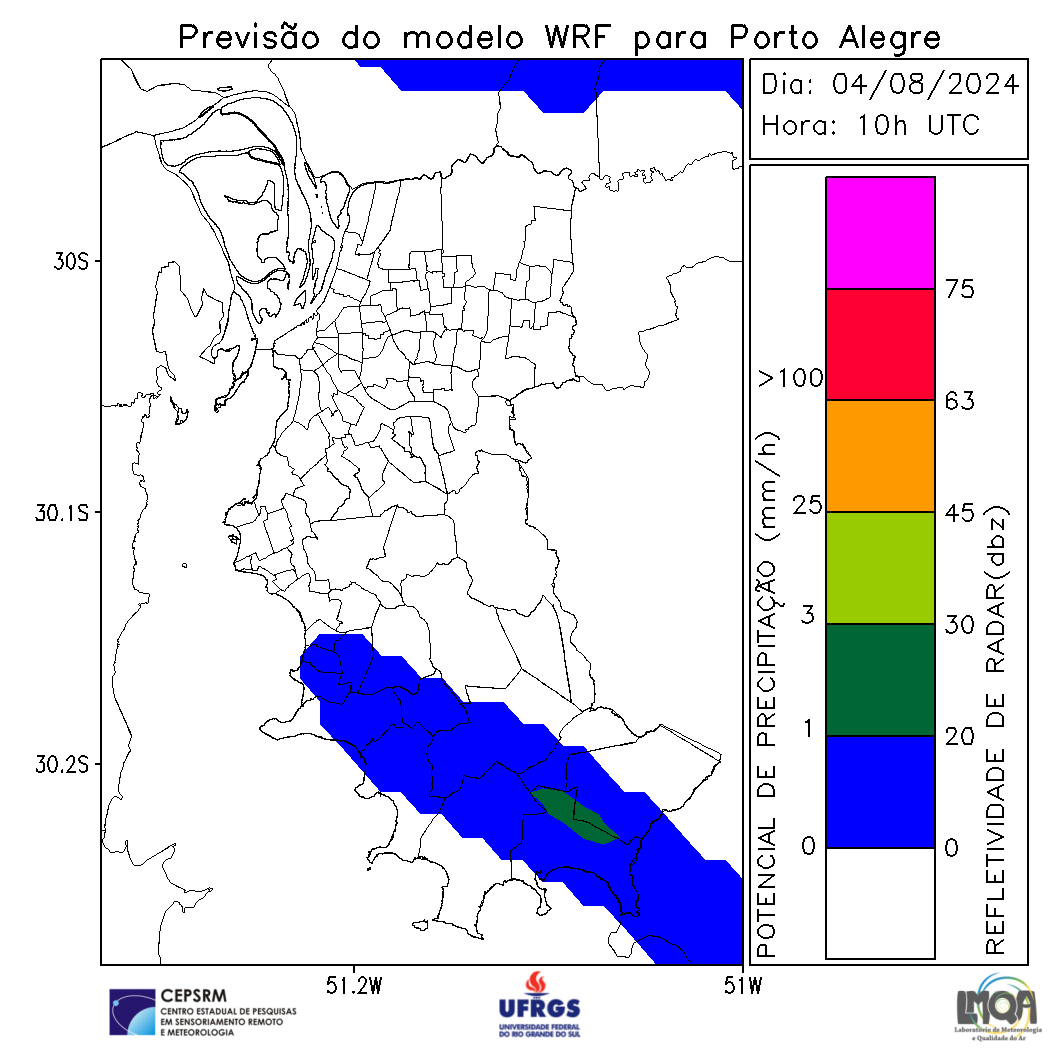 Previsão do modelo WRF para Porto Alegre
Dia: 04/08/2024
Hora: 10h UTC
30S
30.1S
30.2S
51.2W
51W
POTENCIAL DE PRECIPITAÇÃO (mm/h)
>100
25
3
1
0
75
63
45
30
20
0
REFLETIVIDADE DE RADAR(dbz)
CEPSRM
CENTRO ESTADUAL DE PESQUISAS
EM SENSORIAMENTO REMOTO
E METEOROLOGIA
UFRGS
UNIVERSIDADE FEDERAL
DO RIO GRANDE DO SUL
LMQA
Laboratório de Meteorologia
e Qualidade do Ar